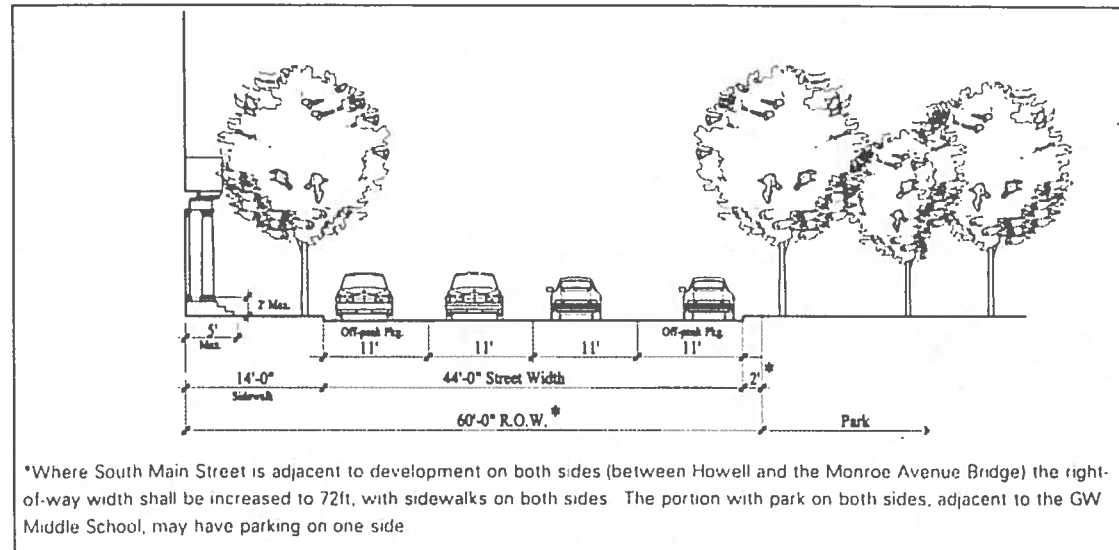 2' Max.
5'
Max.
Off-peak Pkg.
Off-peak Pkg.
11'
11'
11'
11'
14'-0"
Sidewalk
44'-0" Street Width
2' *
60'-0" R.O.W.*
Park
*Where South Main Street is adjacent to development on both sides (between Howell and the Monroe Avenue Bridge) the right-
of-way width shall be increased to 72ft, with sidewalks on both sides The portion with park on both sides, adjacent to the GW
Middle School, may have parking on one side